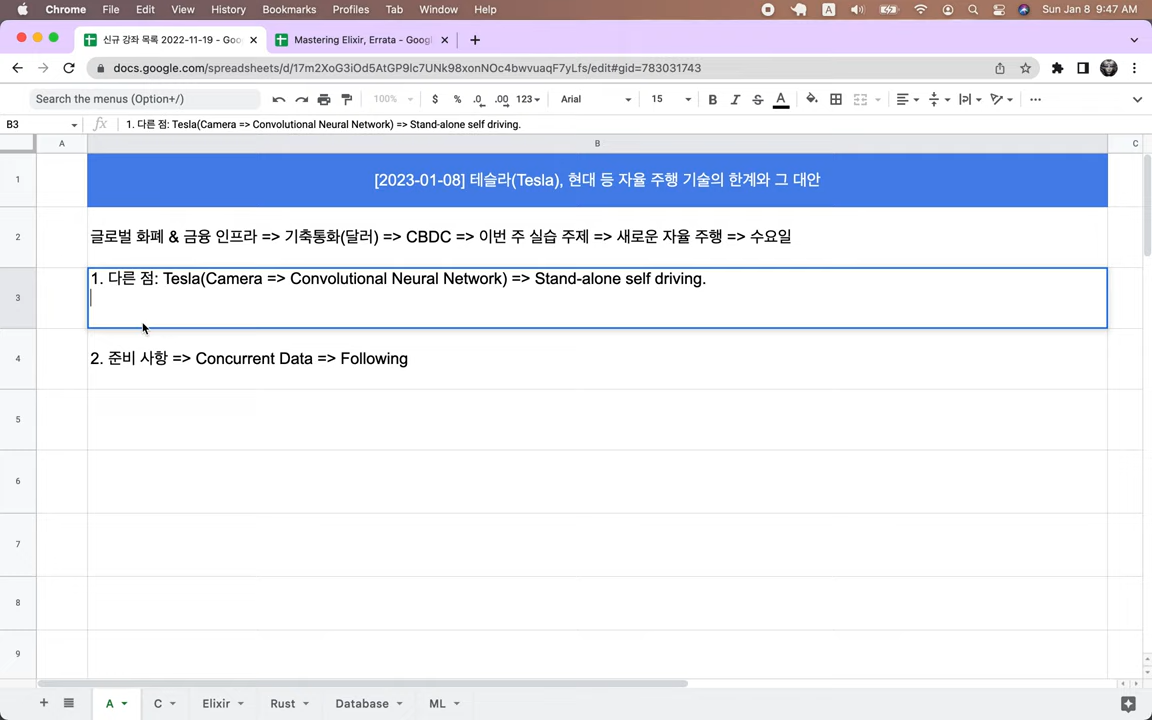 Chrome File Edit View History Bookmarks Profiles Tab Window Help A Sun Jan 8 9:47 AM
신규 강좌 목록 2022-11-19 - Goo Mastering Elixir, Errata - Googl
docs.google.com/spreadsheets/d/17m2XoG3iOd5AtGP9lc7UNk98xonNOc4bwvuaqF7yLfs/edit#gid=783031743
Search the menus (Option+/) 100% $ % .0 .00 123 Arial 15 B I S A
B3 fx 1. 다른 점: Tesla(Camera => Convolutional Neural Network) => Stand-alone self driving.
A B C
1 [2023-01-08] 테슬라(Tesla), 현대 등 자율 주행 기술의 한계와 그 대안
2 글로벌 화폐 & 금융 인프라 => 기축통화(달러) => CBDC => 이번 주 실습 주제 => 새로운 자율 주행 => 수요일
3 1. 다른 점: Tesla(Camera => Convolutional Neural Network) => Stand-alone self driving.
4 2. 준비 사항 => Concurrent Data => Following
5
6
7
8
9
A C Elixir Rust Database ML